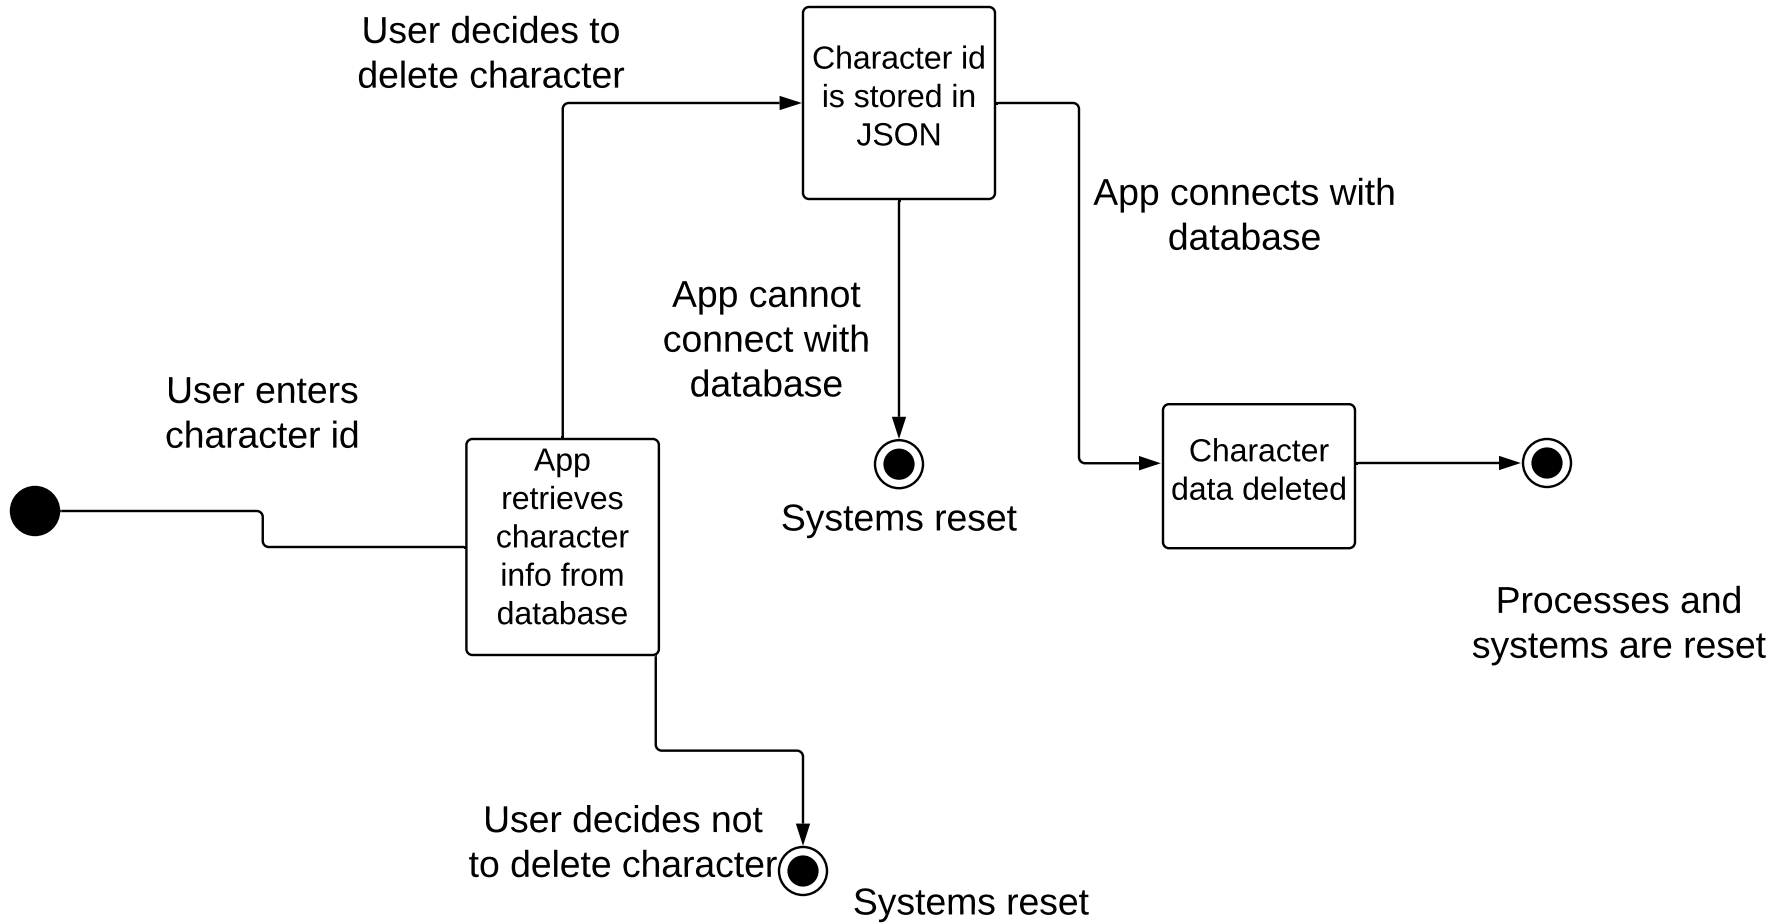 User decides to
delete character
Character id
is stored in
JSON
App connects with
database
App cannot
connect with
database
User enters
character id
App
retrieves
character
info from
database
Systems reset
Character
data deleted
Processes and
systems are reset
User decides not
to delete character
Systems reset